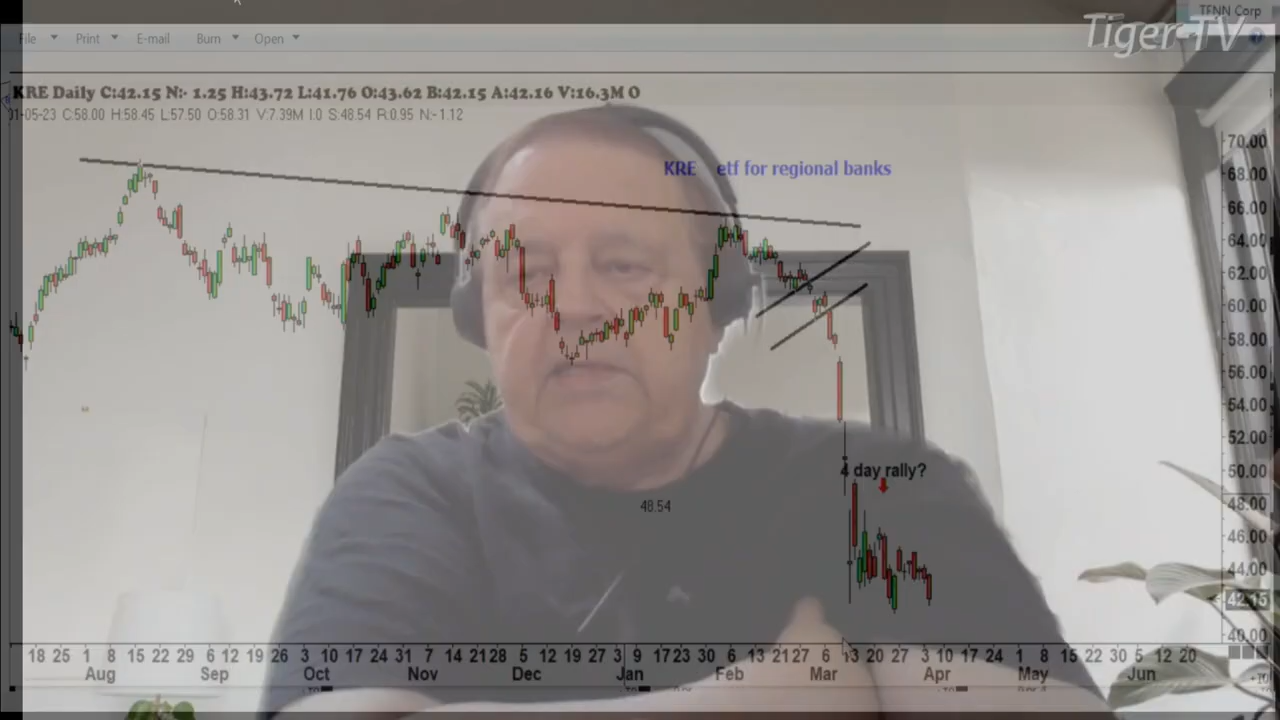 TFNN Corp
Tiger TV
File Print E-mail Burn Open
KRE Daily C:42.15 N:- 1.25 H:43.72 L:41.76 O:43.62 B:42.15 A:42.16 V:16.3M O
01-05-23 C:58.00 H:58.45 L:57.50 O:58.31 V:7.39M I.0 S:48.54 R:0.95 N:-1.12
KRE etf for regional banks
4 day rally?
48.54
70.00
68.00
66.00
64.00
62.00
60.00
58.00
56.00
54.00
52.00
50.00
48.00
46.00
44.00
42.15
40.00
18 25 1 8 15 22 29 6 12 19 26 3 10 17 24 31 7 14 21 28 5 12 19 27 3 9 17 23 30 6 13 21 27 6 13 20 27 3 10 17 24 1 8 15 22 30 5 12 20
Aug Sep Oct Nov Dec Jan Feb Mar Apr May Jun